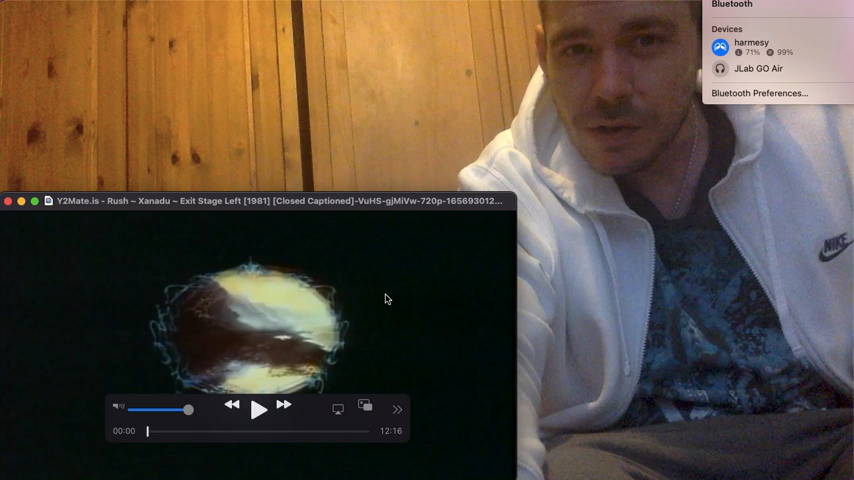 Bluetooth
Devices
harmesy
L 71% R 99%
JLab GO Air
Bluetooth Preferences...
Y2Mate.is - Rush ~ Xanadu ~ Exit Stage Left [1981] [Closed Captioned]-VuHS-gjMiVw-720p-165693012...
NIKE
00:00
12:16